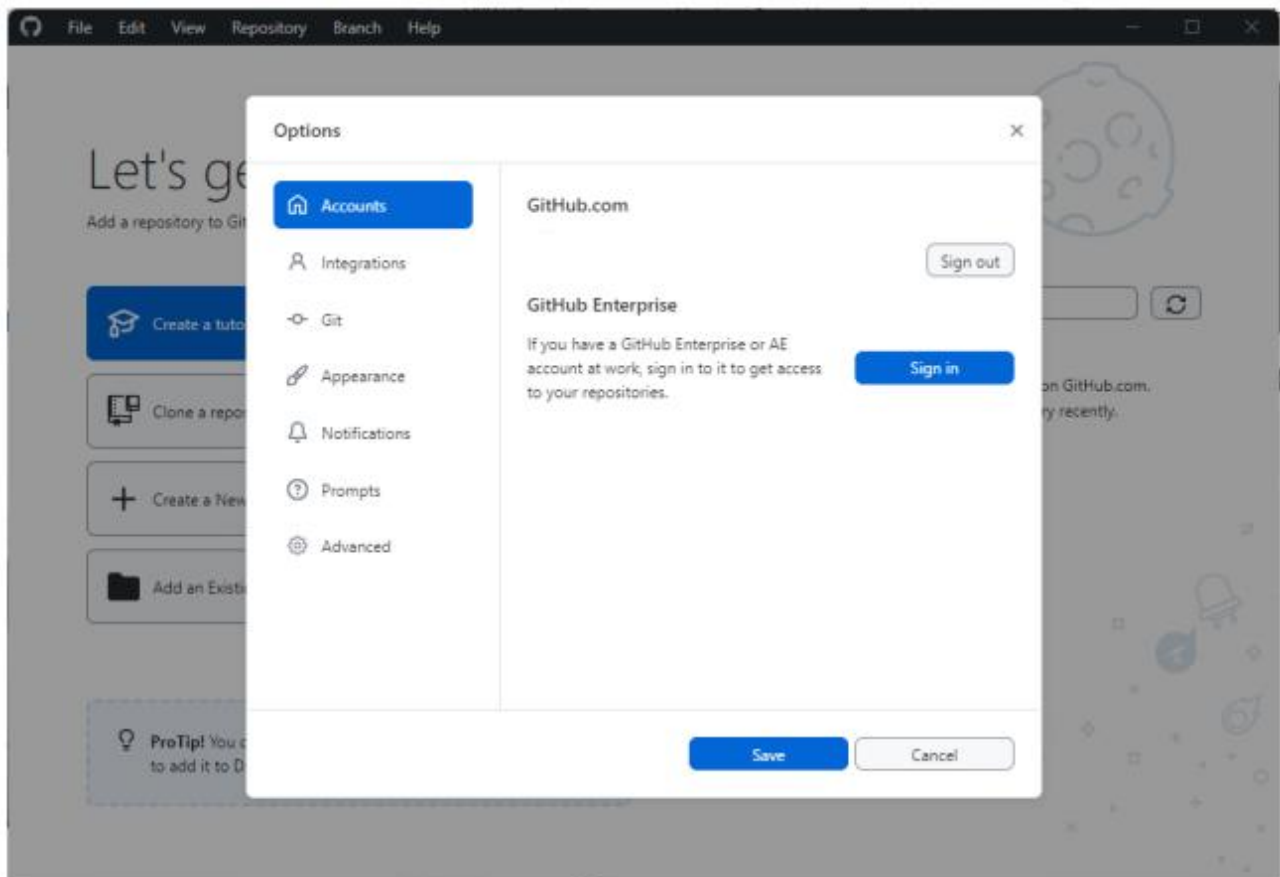 File Edit View Repository Branch Help
Let's ge
Add a repository to Git
Create a tuto
Clone a repo
Create a New
Add an Existi
ProTip! You c
to add it to D
Options
Accounts
Integrations
Git
Appearance
Notifications
Prompts
Advanced
GitHub.com
Sign out
GitHub Enterprise
If you have a GitHub Enterprise or AE
account at work, sign in to it to get access
to your repositories.
Sign in
Save Cancel
on GitHub.com.
ry recently.